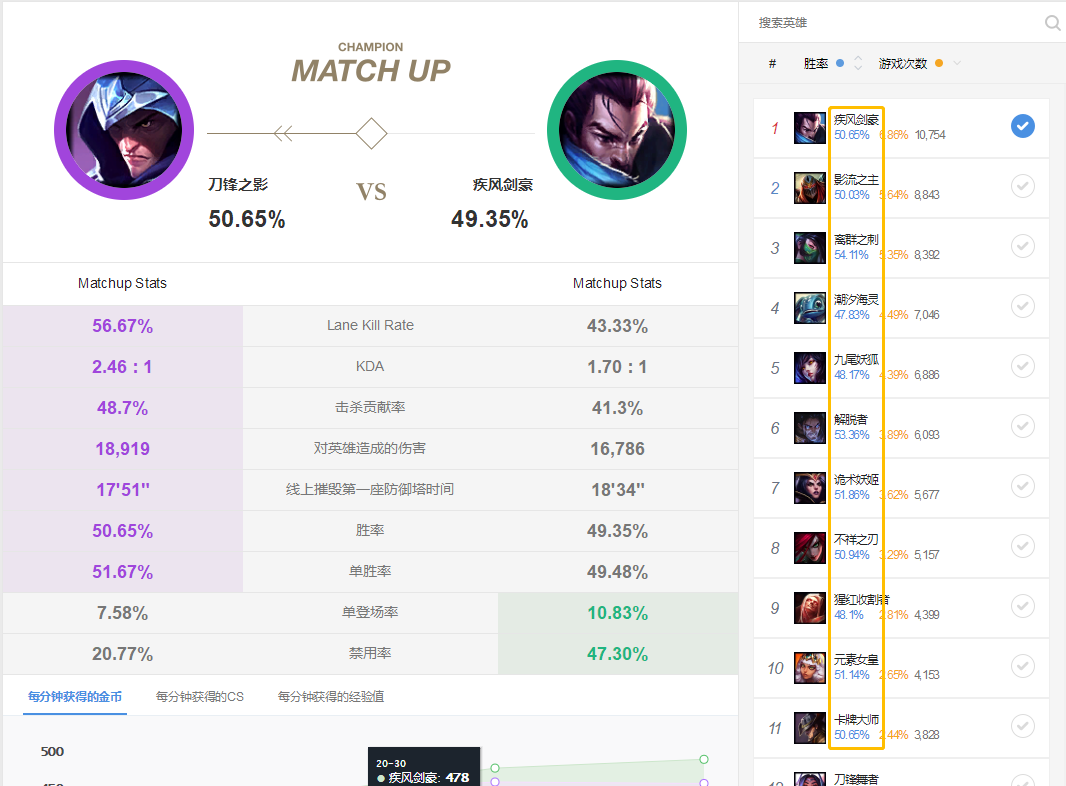 CHAMPION
MATCH UP
刀锋之影
VS
疾风剑豪
50.65%
49.35%
Matchup Stats
Matchup Stats
56.67% Lane Kill Rate 43.33%
2.46 : 1 KDA 1.70 : 1
48.7% 击杀贡献率 41.3%
18,919 对英雄造成的伤害 16,786
17'51" 线上摧毁第一座防御塔时间 18'34"
50.65% 胜率 49.35%
51.67% 单胜率 49.48%
7.58% 单登场率 10.83%
20.77% 禁用率 47.30%
每分钟获得的金币 每分钟获得的CS 每分钟获得的经验值
500
20-30
疾风剑豪: 478
搜索英雄
# 胜率 游戏次数
1 疾风剑豪
50.65% 6.86% 10,754
2 影流之主
50.03% 5.64% 8,843
3 离群之刺
54.11% 5.35% 8,392
4 潮汐海灵
47.83% 4.49% 7,046
5 九尾妖狐
48.17% 4.39% 6,886
6 解脱者
53.36% 3.89% 6,093
7 诡术妖姬
51.86% 3.62% 5,677
8 不祥之刃
50.94% 3.29% 5,157
9 猩红收割者
48.1% 2.81% 4,399
10 元素女皇
51.14% 2.65% 4,153
11 卡牌大师
50.65% 2.44% 3,828
刀锋舞者